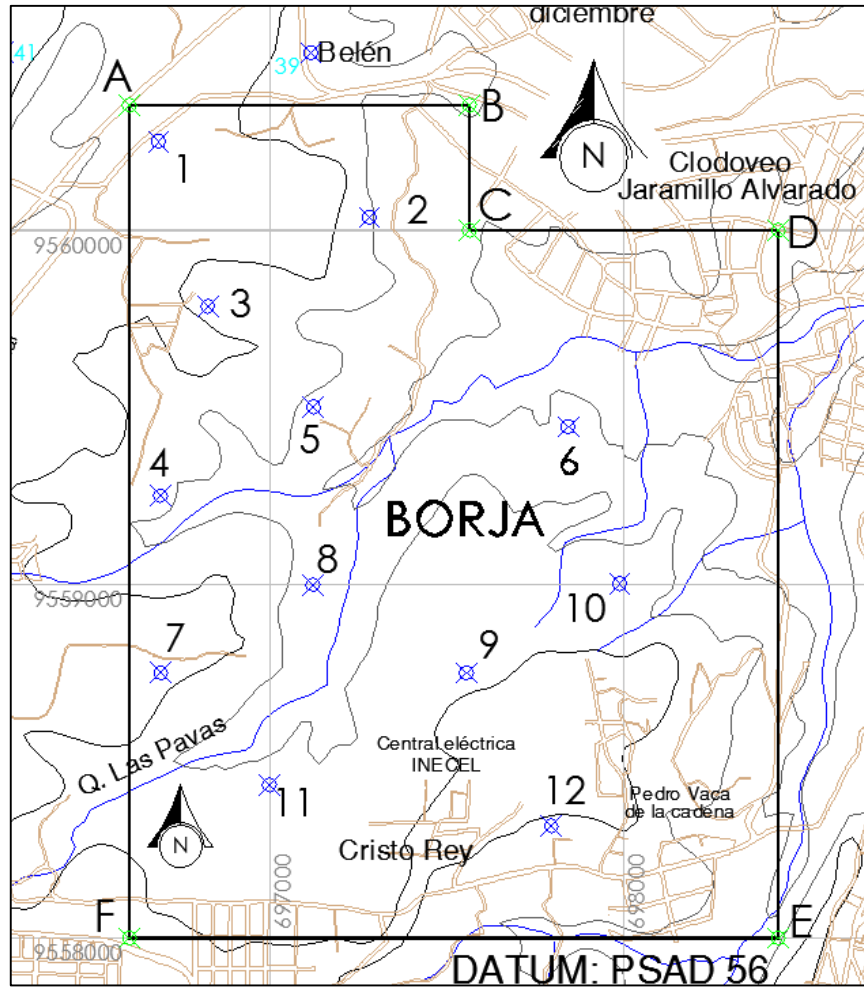 diciembre
41
39
Belén
A
B
N
1
Clodoveo
Jaramillo Alvarado
2
C
D
9560000
3
5
6
4
BORJA
8
9559000
10
7
9
Q. Las Pavas
Central eléctrica
INECEL
11
12
Pedro Vaca
de la cadena
N
Cristo Rey
697000
698000
F
E
9558000
DATUM: PSAD 56